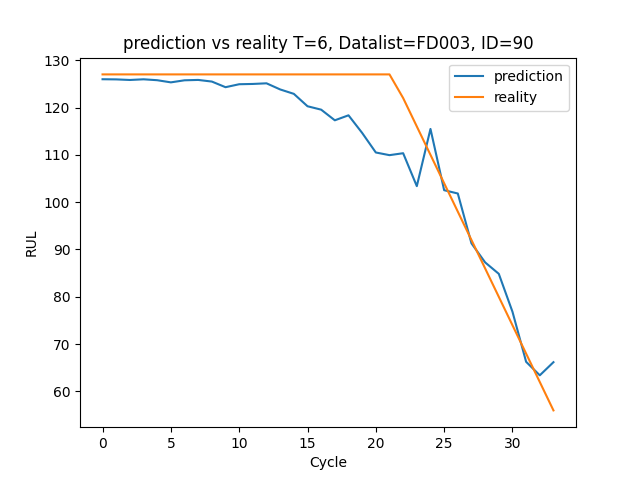 prediction vs reality T=6, Datalist=FD003, ID=90
prediction
reality
130
120
110
100
90
80
70
60
RUL
0 5 10 15 20 25 30
Cycle